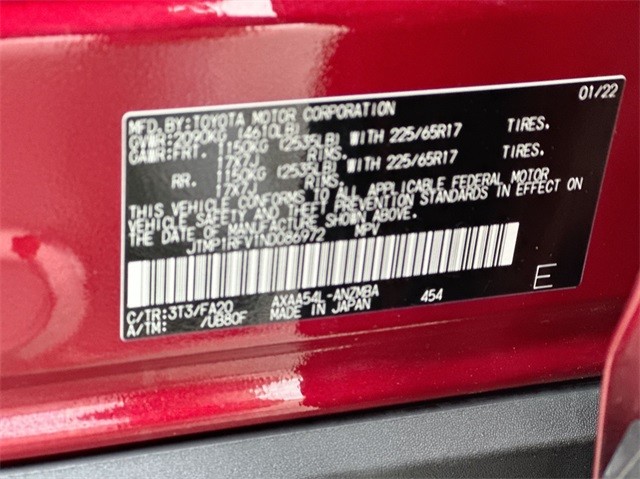 MFD. BY: TOYOTA MOTOR CORPORATION 01/22
GVWR: 2090KG (4610LB)
GAWR: FRT. 1150KG (2535LB) WITH 225/65R17 TIRES.
17X7J RIMS.
RR. 1150KG (2535LB) WITH 225/65R17 TIRES.
17X7J RIMS.
THIS VEHICLE CONFORMS TO ALL APPLICABLE FEDERAL MOTOR
VEHICLE SAFETY THEFT PREVENTION STANDARDS IN EFFECT ON
THE DATE OF MANUFACTURE SHOWN ABOVE.
JTMP1RFV1ND086972 MPV
C/TR: 3T3/FA20 AXAA54L-ANZMBA 454 E
A/TM: /UB80F MADE IN JAPAN